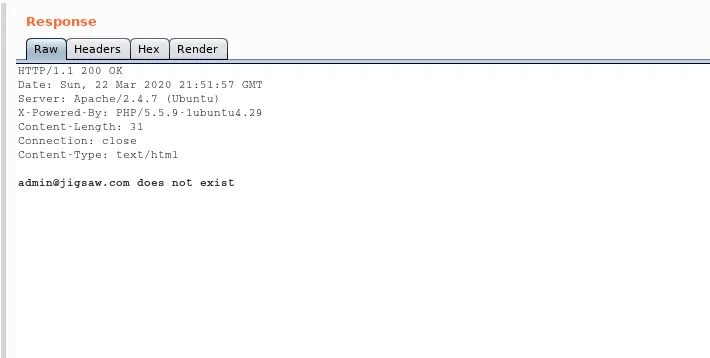 Response
Raw Headers Hex Render
HTTP/1.1 200 OK
Date: Sun, 22 Mar 2020 21:51:57 GMT
Server: Apache/2.4.7 (Ubuntu)
X-Powered-By: PHP/5.5.9-1ubuntu4.29
Content-Length: 31
Connection: close
Content-Type: text/html
admin@jigsaw.com does not exist